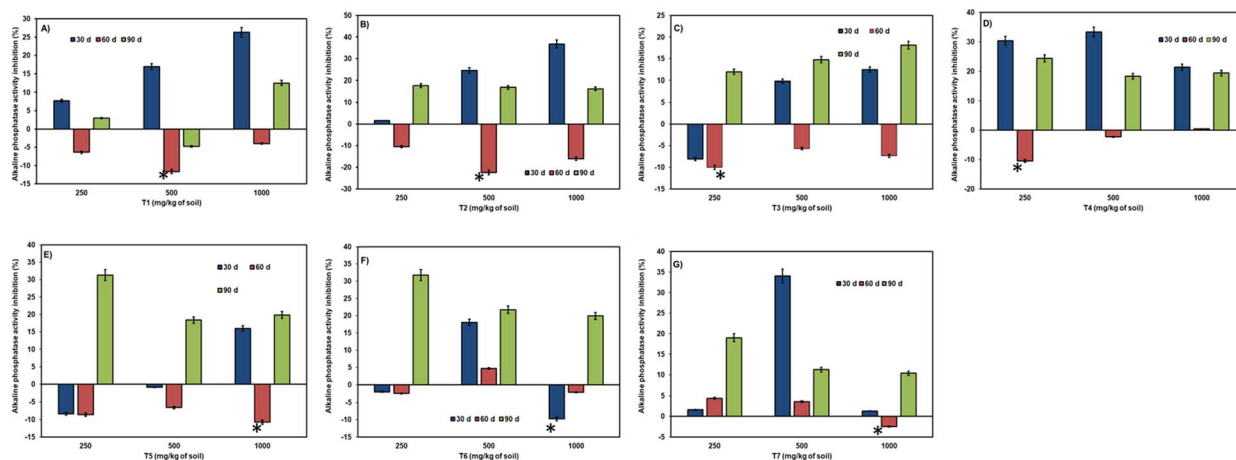 A)
30 d 60 d 90 d
Alkaline phosphatase activity inhibition (%)
30
25
20
15
10
5
0
-5
-10
-15
*
250 500 1000
T1 (mg/kg of soil)
B)
Alkaline phosphatase activity inhibition (%)
50
40
30
20
10
0
-10
-20
-30
*
30 d 60 d 90 d
250 500 1000
T2 (mg/kg of soil)
C)
30 d 60 d
90 d
Alkaline phosphatase activity inhibition (%)
25
20
15
10
5
0
-5
-10
-15
*
250 500 1000
T3 (mg/kg of soil)
D)
30 d 60 d 90 d
Alkaline phosphatase activity inhibition (%)
40
30
20
10
0
-10
-20
*
250 500 1000
T4 (mg/kg of soil)
E)
30 d 60 d
90 d
Alkaline phosphatase activity inhibition (%)
40
35
30
25
20
15
10
5
0
-5
-10
-15
*
250 500 1000
T5 (mg/kg of soil)
F)
Alkaline phosphatase activity inhibition (%)
40
35
30
25
20
15
10
5
0
-5
-10
-15
*
30 d 60 d 90 d
250 500 1000
T6 (mg/kg of soil)
G)
30 d 60 d 90 d
Alkaline phosphatase activity inhibition (%)
40
35
30
25
20
15
10
5
0
-5
*
250 500 1000
T7 (mg/kg of soil)